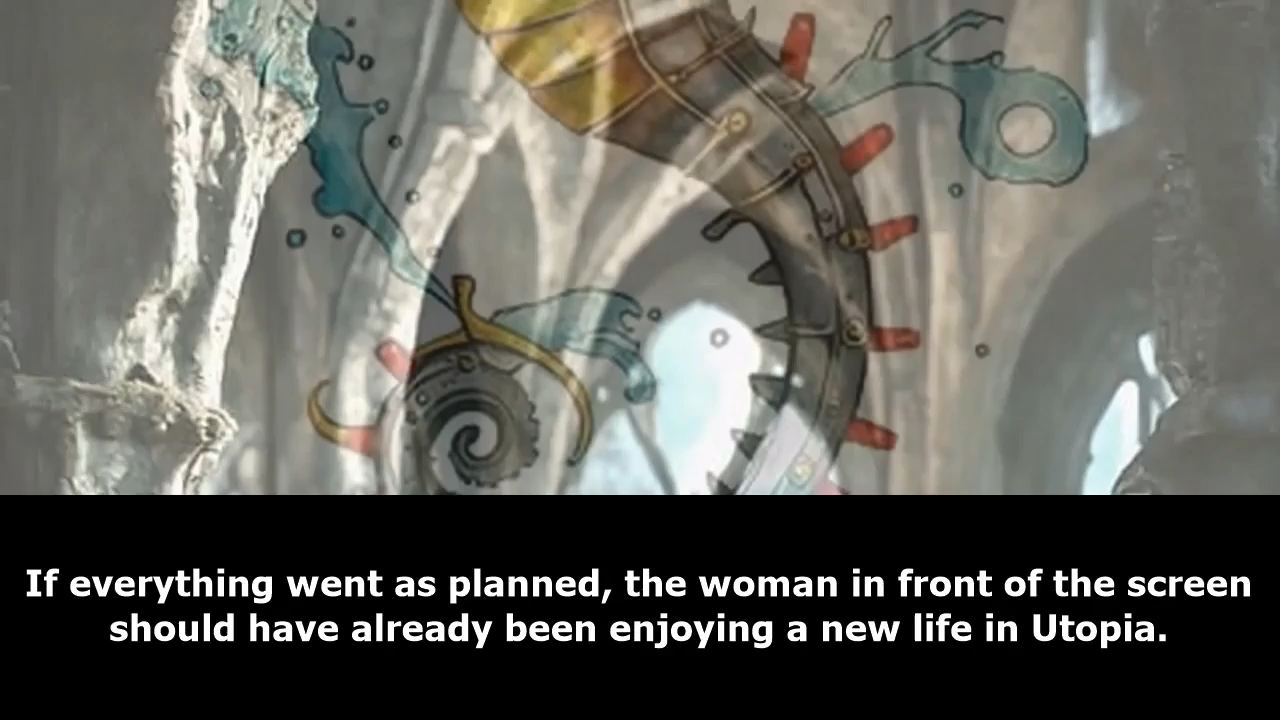 If everything went as planned, the woman in front of the screen
should have already been enjoying a new life in Utopia.